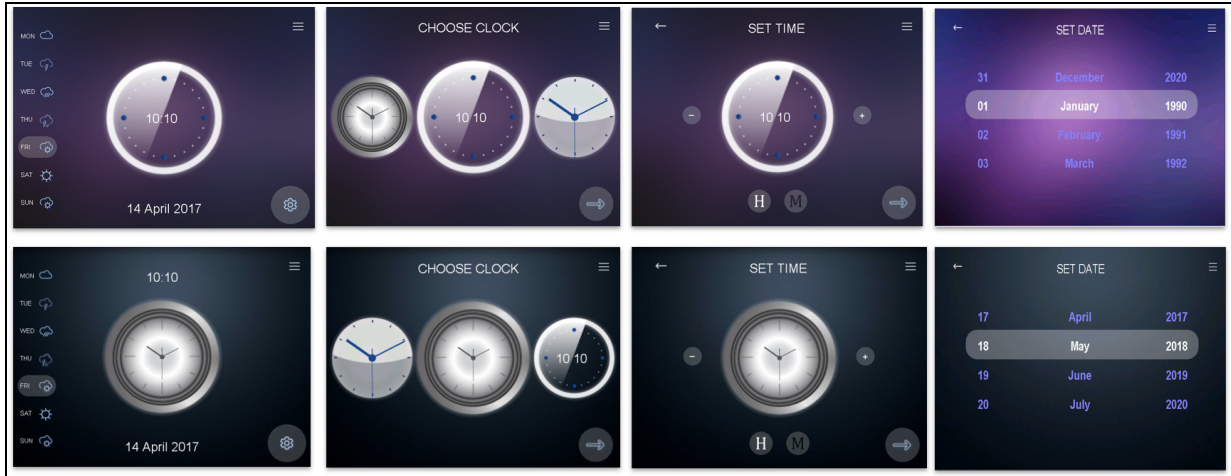 MON
TUE
WED
THU
FRI
SAT
SUN
10:10
14 April 2017
CHOOSE CLOCK
10 10
SET TIME
10 10
H M
SET DATE
31 December 2020
01 January 1990
02 February 1991
03 March 1992
MON
TUE
WED
THU
FRI
SAT
SUN
10:10
14 April 2017
CHOOSE CLOCK
10 10
SET TIME
H M
SET DATE
17 April 2017
18 May 2018
19 June 2019
20 July 2020